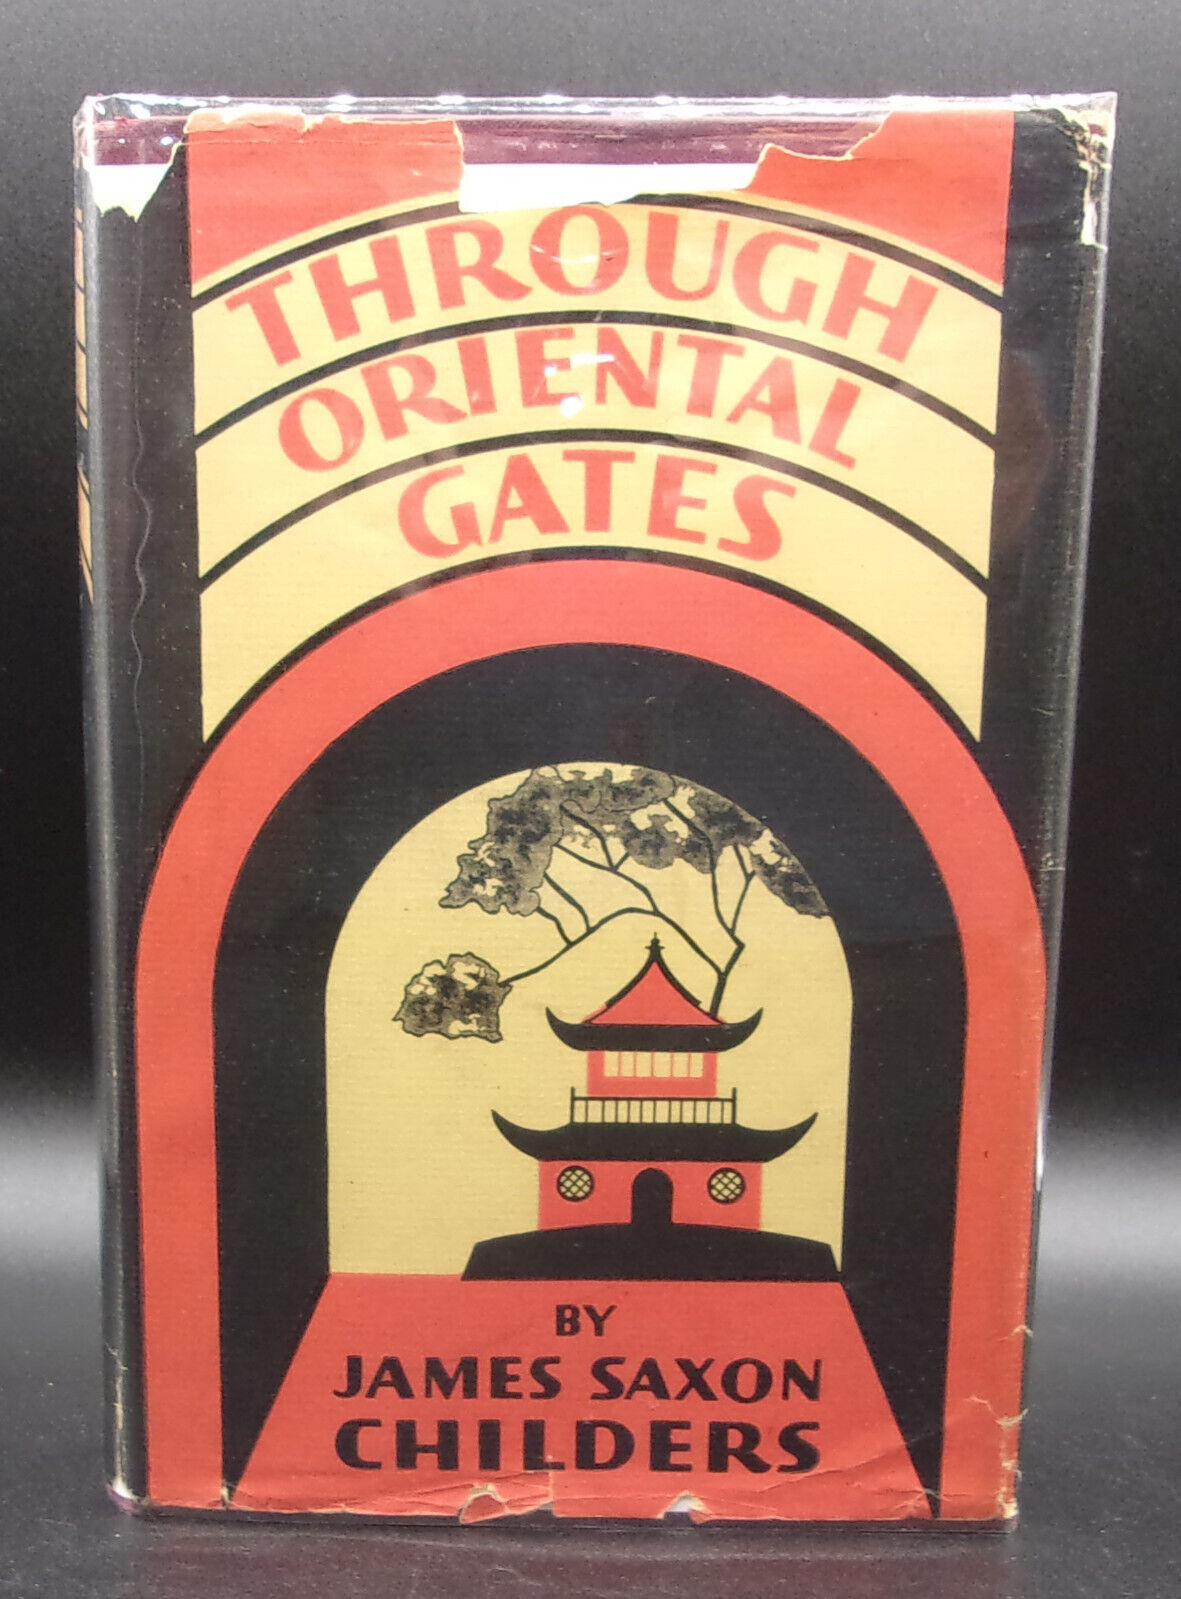 THROUGH
ORIENTAL
GATES
BY
JAMES SAXON
CHILDERS